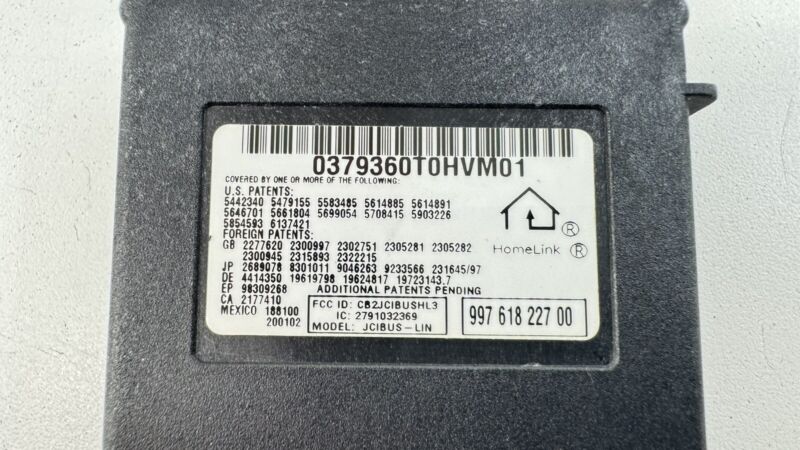 0379360T0HVM01
COVERED BY ONE OR MORE OF THE FOLLOWING:
U.S. PATENTS:
5442340 5479155 5583485 5614885 5614891
5646701 5661804 5699054 5708415 5903226
5854593 6137421
FOREIGN PATENTS:
GB 2277620 2300997 2302751 2305281 2305282
2300945 2315893 2322215
JP 2689078 8301011 9046263 9233566 231645/97
DE 4414350 19619798 19624817 19723143.7
EP 98309268 ADDITIONAL PATENTS PENDING
CA 2177410
MEXICO 188100
200102
®
HomeLink ®
FCC ID: CB2JCIBUSHL3
IC: 2791032369
MODEL: JCIBUS-LIN
997 618 227 00